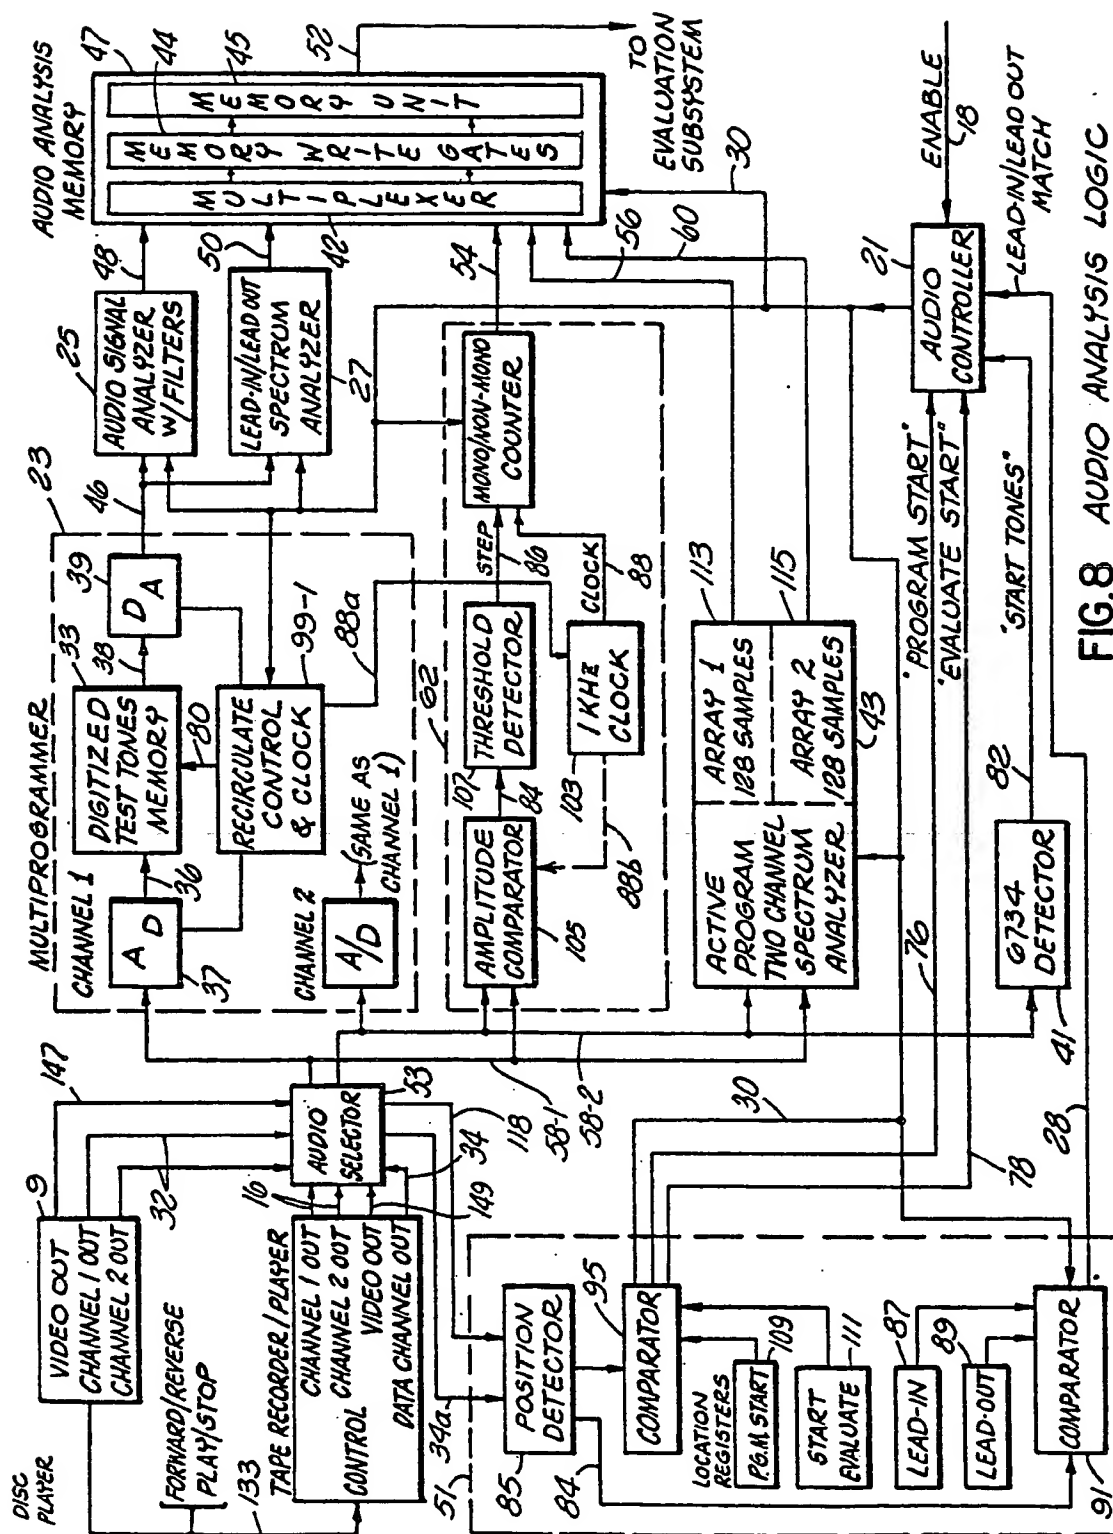 DISC
PLAYER
9
VIDEO OUT
CHANNEL 1 OUT
CHANNEL 2 OUT
147
32
[FORWARD/REVERSE
PLAY/STOP
133
TAPE RECORDER/PLAYER
CHANNEL 1 OUT
CHANNEL 2 OUT
CONTROL VIDEO OUT
DATA CHANNEL OUT
16
149
34
34a
118
AUDIO
SELECTOR
53
58-1
58-2
MULTIPROGRAMMER
23
CHANNEL 1
A
D
37
36
DIGITIZED
TEST TONES
MEMORY
33
38
D
A
39
46
80
RECIRCULATE
CONTROL
& CLOCK
99-1
88a
CHANNEL 2
A/D
(SAME AS
CHANNEL 1)
62
AMPLITUDE
COMPARATOR
105
84
107
THRESHOLD
DETECTOR
STEP
86
MONO/NON-MONO
COUNTER
54
88b
103
1 KHz
CLOCK
CLOCK
88
25
AUDIO SIGNAL
ANALYZER
W/FILTERS
48
LEAD-IN/LEAD OUT
SPECTRUM
ANALYZER
27
50
AUDIO ANALYSIS
MEMORY
47
44
45
MULTIPLEXER
MEMORY WRITE GATES
MEMORY UNIT
42
52
TO
EVALUATION
SUBSYSTEM
30
56
60
ACTIVE
PROGRAM
TWO CHANNEL
SPECTRUM
ANALYZER
ARRAY 1
128 SAMPLES
ARRAY 2
128 SAMPLES
113
115
43
51
85
POSITION
DETECTOR
84
95
COMPARATOR
LOCATION
REGISTERS
P.G.M. START
109
START
EVALUATE
111
LEAD-IN
87
LEAD-OUT
89
COMPARATOR
91
30
76
78
28
"PROGRAM START"
"EVALUATE START"
6734
DETECTOR
41
82
"START TONES"
AUDIO
CONTROLLER
21
ENABLE
18
LEAD-IN/LEAD OUT
MATCH
FIG.8 AUDIO ANALYSIS LOGIC